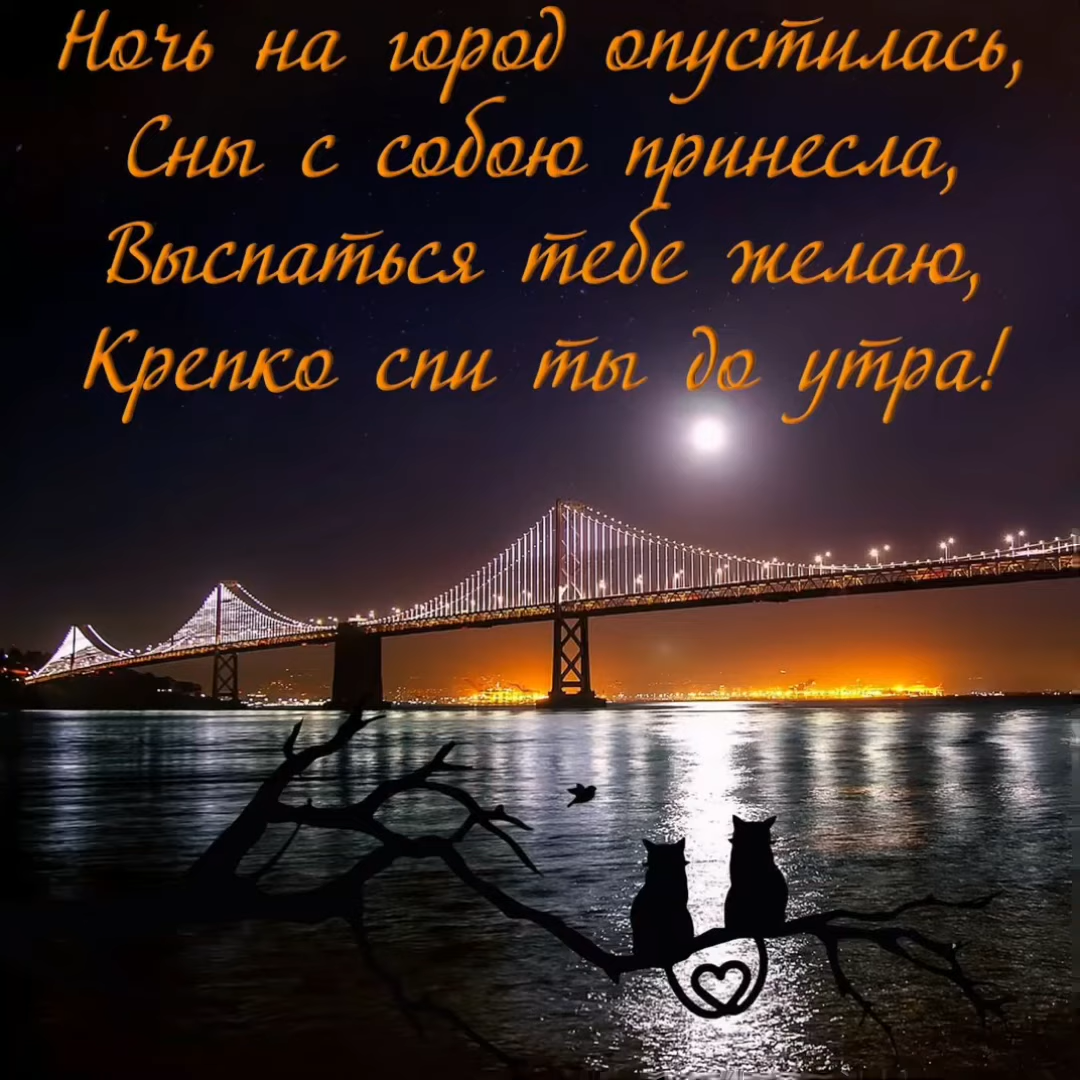 Ночь на город опустилась,
Сны с собою принесла,
Выспаться тебе желаю,
Крепко спи ты до утра!